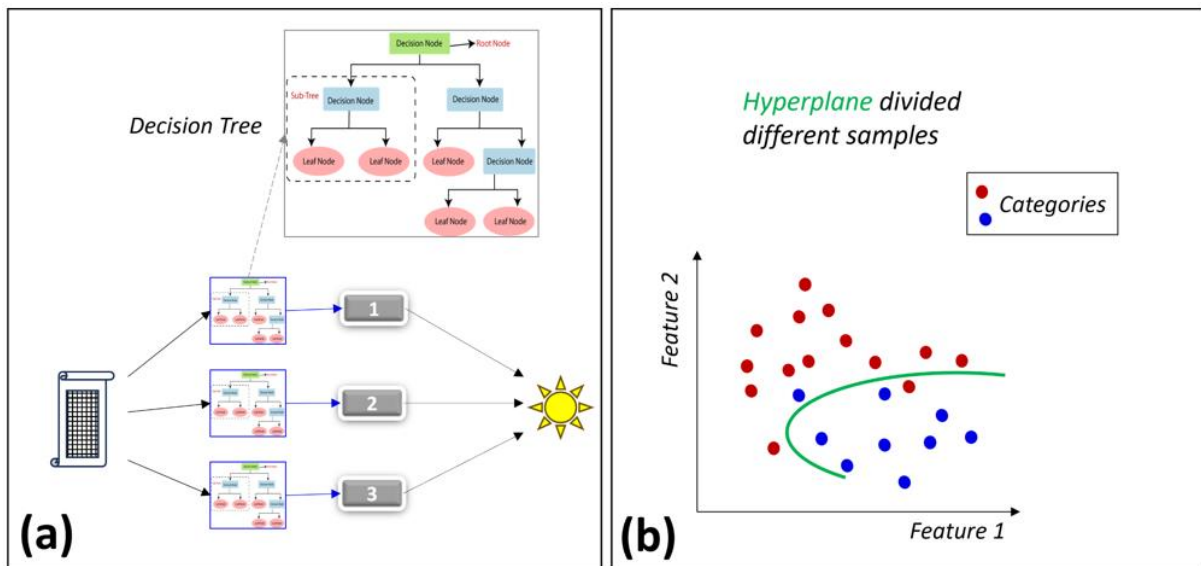 Decision Node
Root Node
Sub-Tree
Decision Node
Decision Node
Decision Tree
Leaf Node
Leaf Node
Leaf Node
Decision Node
Leaf Node
Leaf Node
1
2
3
(a)
Hyperplane divided
different samples
Categories
Feature 2
Feature 1
(b)